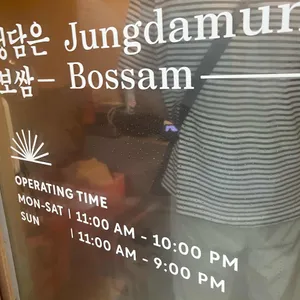 정담은 Jungdamun
보쌈 — Bossam
OPERATING TIME
MON-SAT | 11:00 AM - 10:00 PM
SUN | 11:00 AM - 9:00 PM